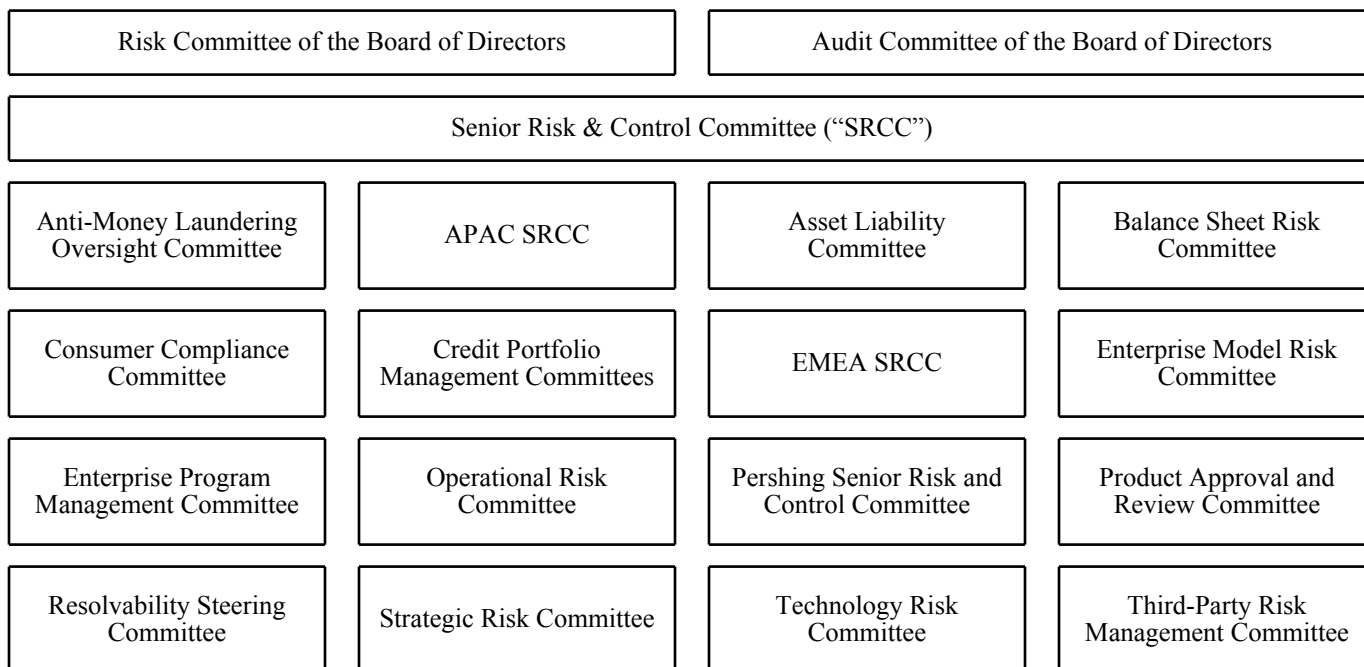 Risk Committee of the Board of Directors
Audit Committee of the Board of Directors
Senior Risk & Control Committee (“SRCC”)
Anti-Money Laundering
Oversight Committee
APAC SRCC
Asset Liability
Committee
Balance Sheet Risk
Committee
Consumer Compliance
Committee
Credit Portfolio
Management Committees
EMEA SRCC
Enterprise Model Risk
Committee
Enterprise Program
Management Committee
Operational Risk
Committee
Pershing Senior Risk and
Control Committee
Product Approval and
Review Committee
Resolvability Steering
Committee
Strategic Risk Committee
Technology Risk
Committee
Third-Party Risk
Management Committee